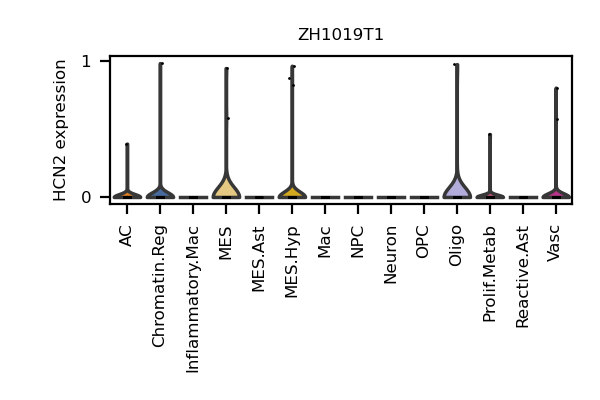 ZH1019T1
HCN2 expression
1
0
AC
Chromatin.Reg
Inflammatory.Mac
MES
MES.Ast
MES.Hyp
Mac
NPC
Neuron
OPC
Oligo
Prolif.Metab
Reactive.Ast
Vasc